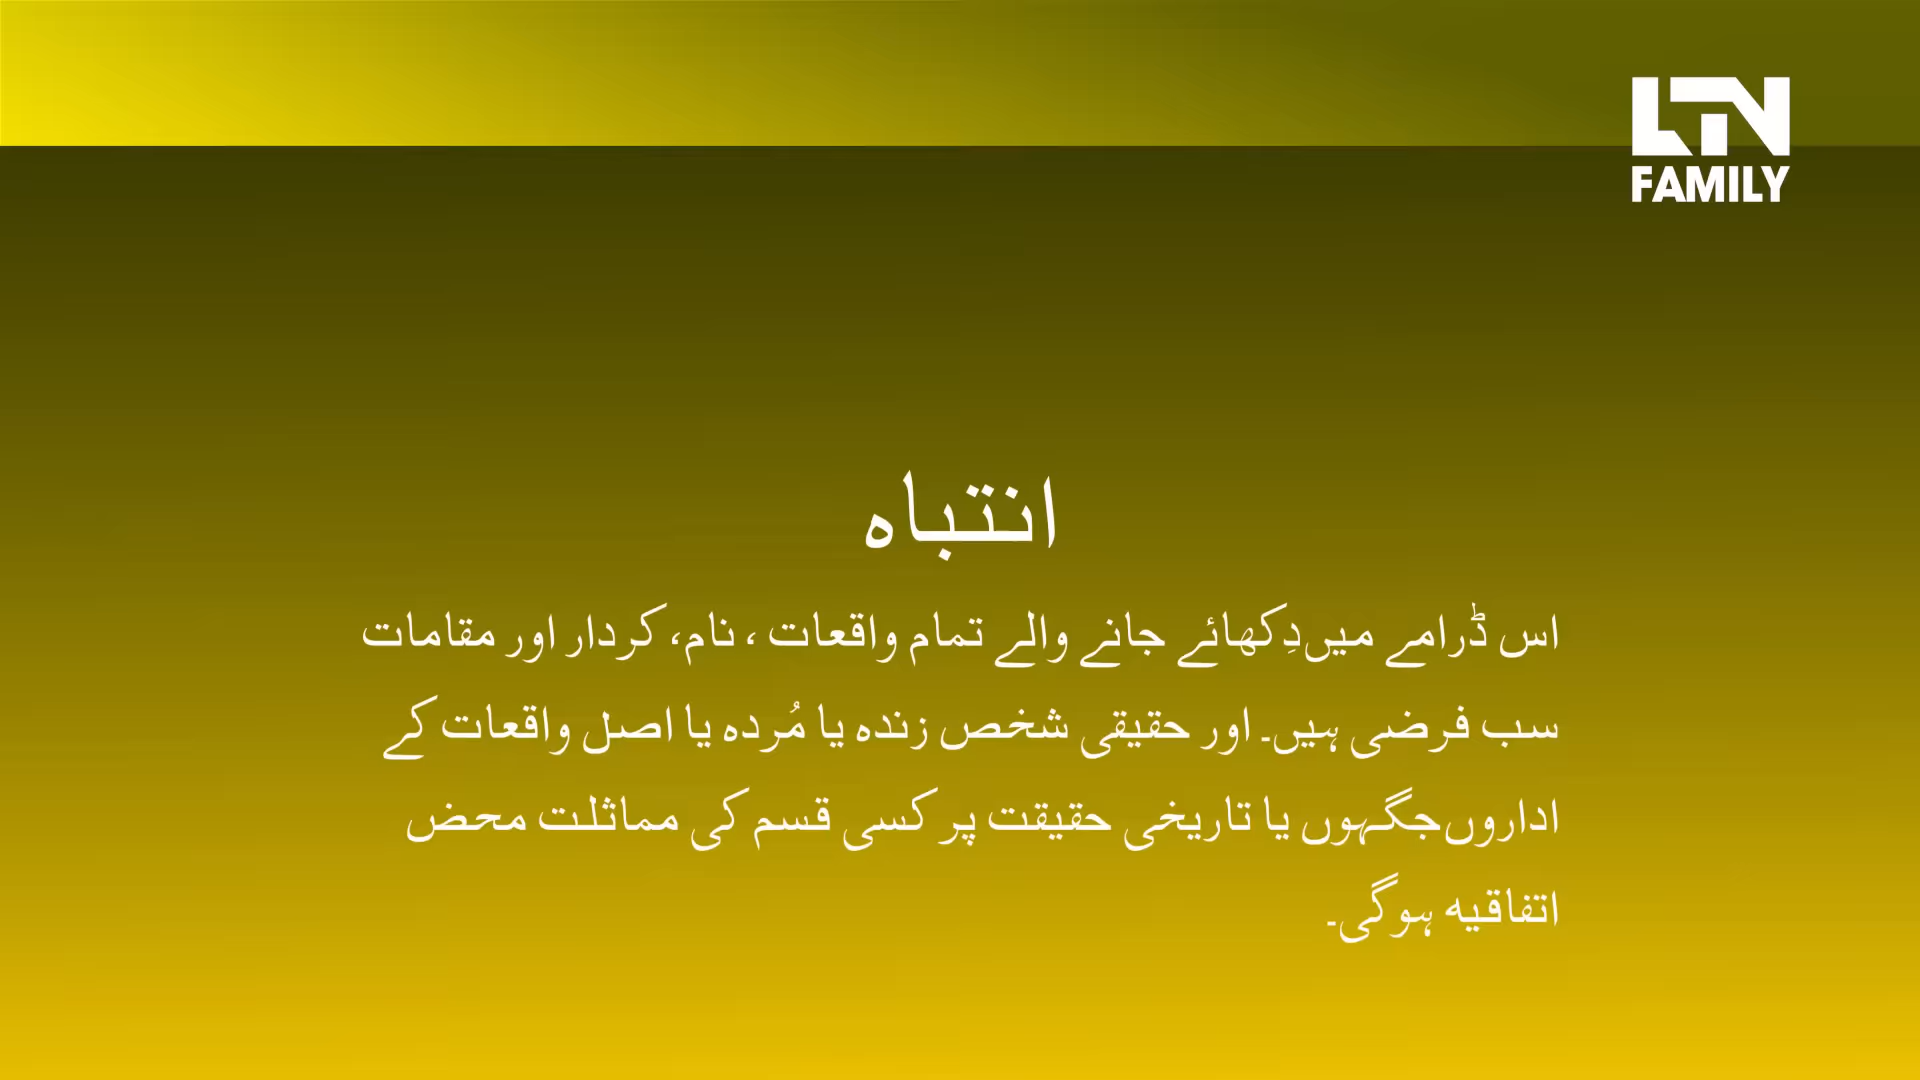 LTN
FAMILY
انتباہ
اس ڈرامے میں دِکھائے جانے والے تمام واقعات ، نام، کردار اور مقامات
سب فرضی ہیں۔ اور حقیقی شخص زندہ یا مُردہ یا اصل واقعات کے
اداروں جگہوں یا تاریخی حقیقت پر کسی قسم کی مماثلت محض
اتفاقیہ ہوگی۔